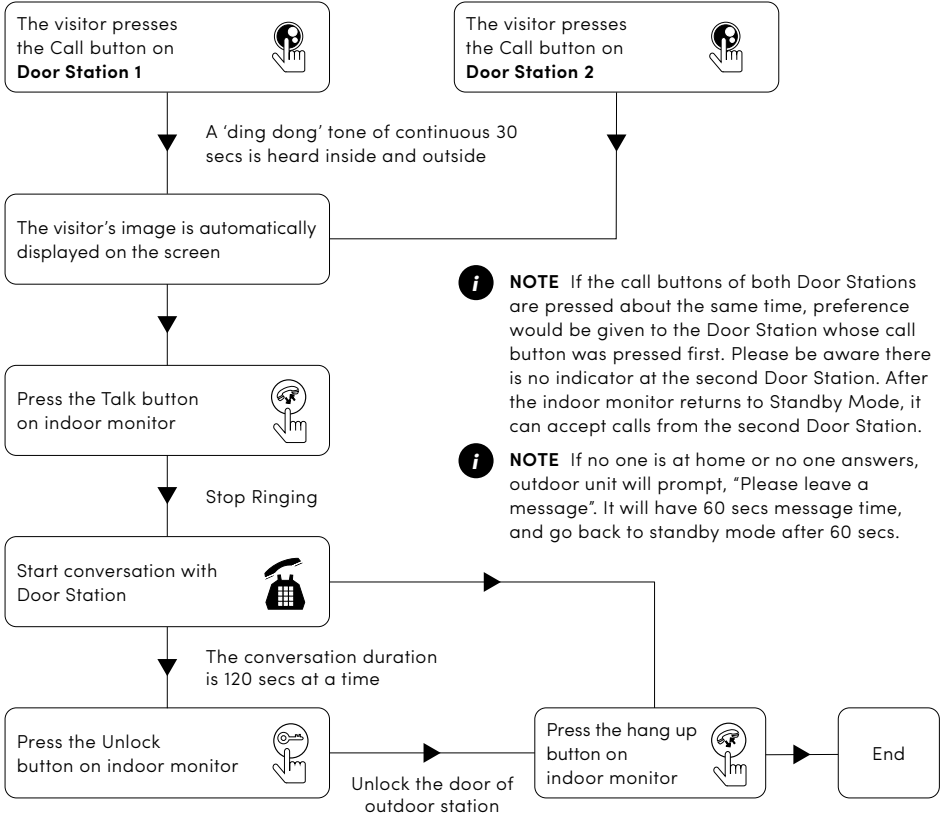 The visitor presses
the Call button on
Door Station 1
The visitor presses
the Call button on
Door Station 2
A ‘ding dong’ tone of continuous 30
secs is heard inside and outside
The visitor’s image is automatically
displayed on the screen
i NOTE If the call buttons of both Door Stations
are pressed about the same time, preference
would be given to the Door Station whose call
button was pressed first. Please be aware there
is no indicator at the second Door Station. After
the indoor monitor returns to Standby Mode, it
can accept calls from the second Door Station.
i NOTE If no one is at home or no one answers,
outdoor unit will prompt, “Please leave a
message”. It will have 60 secs message time,
and go back to standby mode after 60 secs.
Press the Talk button
on indoor monitor
Stop Ringing
Start conversation with
Door Station
The conversation duration
is 120 secs at a time
Press the Unlock
button on indoor monitor
Unlock the door of
outdoor station
Press the hang up
button on
indoor monitor
End